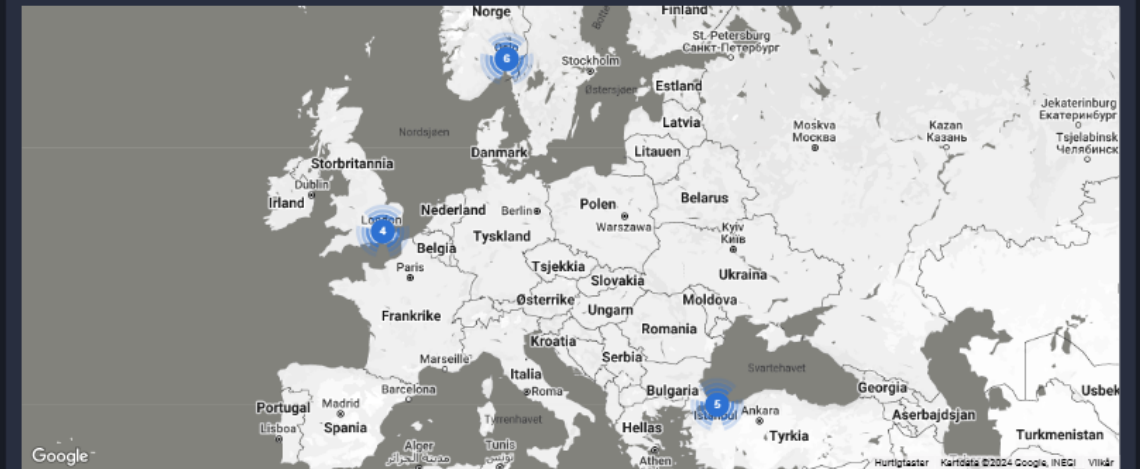 Norge
Finland
St. Petersburg
Санкт-Петербург
6
Stockholm
Østersjøen
Estland
Jekaterinburg
Екатеринбург
Latvia
Moskva
Москва
Kazan
Казань
Tsjelabinsk
Челябинск
Nordsjøen
Danmark
Litauen
Storbritannia
Dublin
Irland
Belarus
London
4
Nederland
Berlin
Polen
Warszawa
Tyskland
Kyiv
Київ
Belgia
Paris
Tsjekkia
Slovakia
Ukraina
Østerrike
Ungarn
Moldova
Frankrike
Romania
Kroatia
Serbia
Marseille
Italia
Svartehavet
Barcelona
Roma
Bulgaria
Georgia
Usbek
Portugal
Madrid
5
Istanbul
Ankara
Aserbajdsjan
Lisboa
Spania
Tyrrenhavet
Hellas
Tyrkia
Turkmenistan
Alger
مدينة الجزائر
Tunis
تونس
Athen
Google
Hurtigtaster
Kartdata ©2024 Google, INEGI
Vilkår